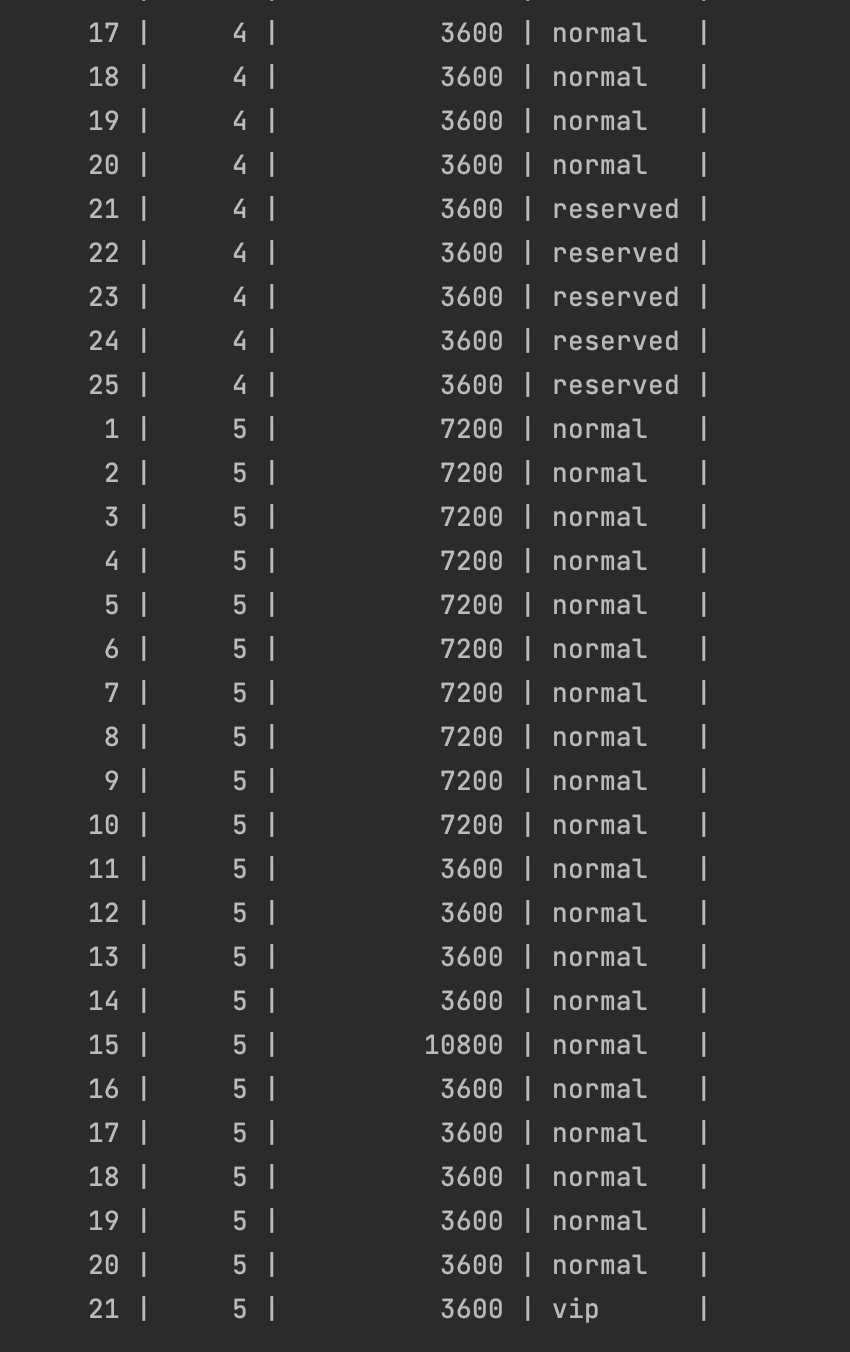 17 | 4 | 3600 | normal |
18 | 4 | 3600 | normal |
19 | 4 | 3600 | normal |
20 | 4 | 3600 | normal |
21 | 4 | 3600 | reserved |
22 | 4 | 3600 | reserved |
23 | 4 | 3600 | reserved |
24 | 4 | 3600 | reserved |
25 | 4 | 3600 | reserved |
1 | 5 | 7200 | normal |
2 | 5 | 7200 | normal |
3 | 5 | 7200 | normal |
4 | 5 | 7200 | normal |
5 | 5 | 7200 | normal |
6 | 5 | 7200 | normal |
7 | 5 | 7200 | normal |
8 | 5 | 7200 | normal |
9 | 5 | 7200 | normal |
10 | 5 | 7200 | normal |
11 | 5 | 3600 | normal |
12 | 5 | 3600 | normal |
13 | 5 | 3600 | normal |
14 | 5 | 3600 | normal |
15 | 5 | 10800 | normal |
16 | 5 | 3600 | normal |
17 | 5 | 3600 | normal |
18 | 5 | 3600 | normal |
19 | 5 | 3600 | normal |
20 | 5 | 3600 | normal |
21 | 5 | 3600 | vip |